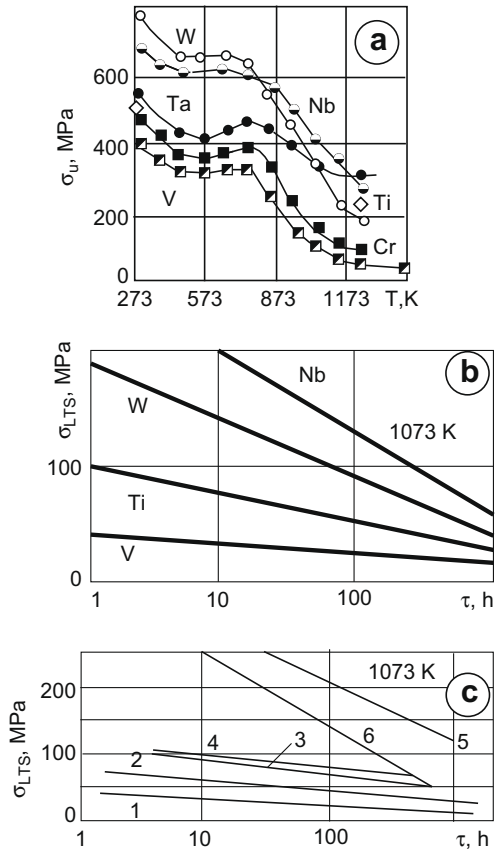 a
W
600
Nb
Ta
σu, MPa
400
V
Ti
200
Cr
0
273 573 873 1173 T,K
b
Nb
σLTS, MPa
W
1073 K
100
Ti
V
0
1 10 100 τ, h
1073 K
c
200
σLTS, MPa
100
2 4 3 6 5
1
0
1 10 100 τ, h